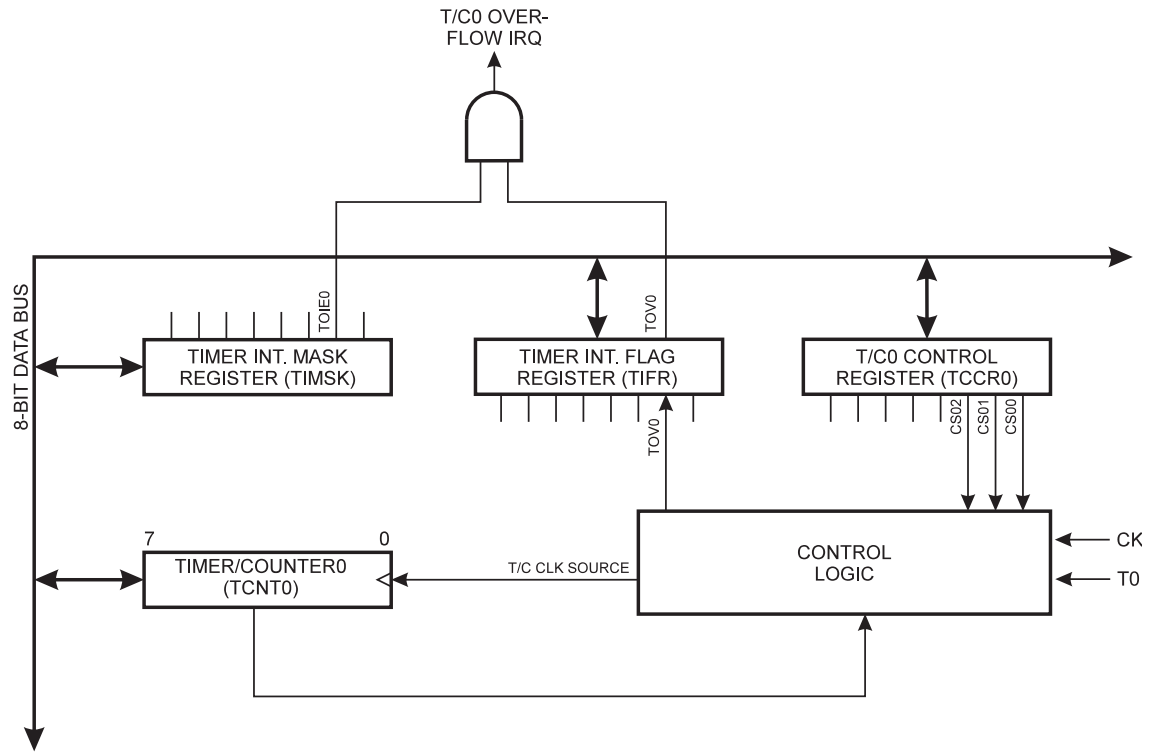 T/C0 OVER-
FLOW IRQ
8-BIT DATA BUS
TOIE0
TOV0
TIMER INT. MASK
REGISTER (TIMSK)
TIMER INT. FLAG
REGISTER (TIFR)
T/C0 CONTROL
REGISTER (TCCR0)
TOV0
CS02
CS01
CS00
7
0
TIMER/COUNTER0
(TCNT0)
T/C CLK SOURCE
CONTROL
LOGIC
CK
T0